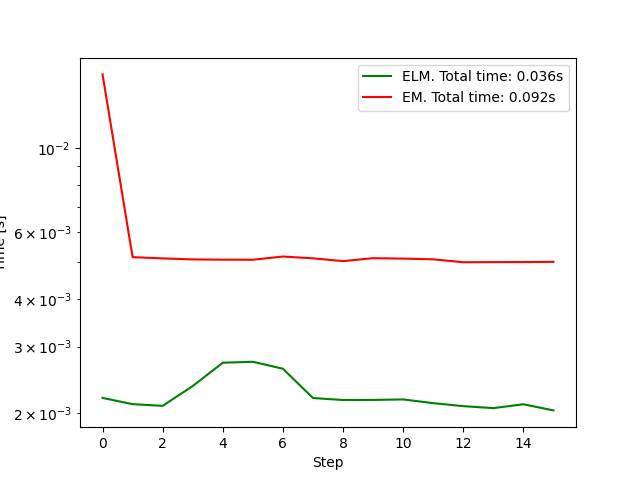 ELM. Total time: 0.036s
EM. Total time: 0.092s
10⁻²
6 × 10⁻³
4 × 10⁻³
3 × 10⁻³
2 × 10⁻³
Time [s]
0 2 4 6 8 10 12 14
Step